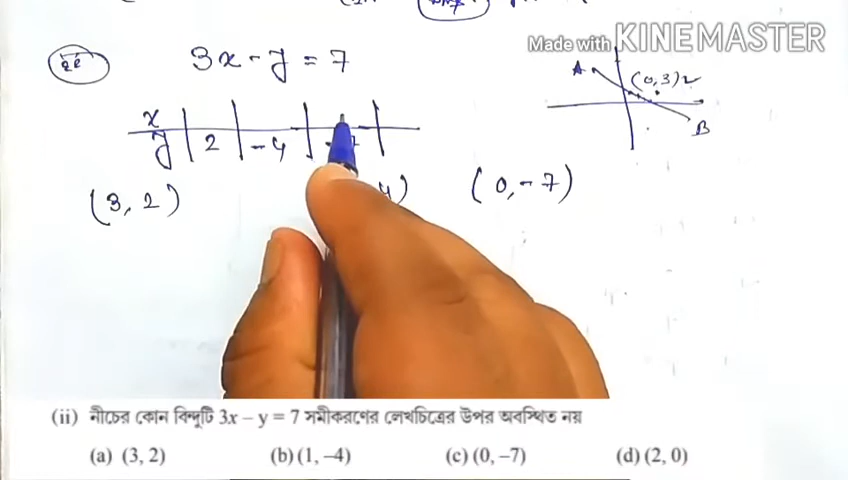 Made with KINEMASTER
3x - y = 7
A (0,3)
B
x
y 2 -4
(3, 2) (0, -7)
(ii) নীচের কোন বিন্দুটি 3x – y = 7 সমীকরণের লেখচিত্রের উপর অবস্থিত নয়
(a) (3, 2) (b) (1, –4) (c) (0, –7) (d) (2, 0)